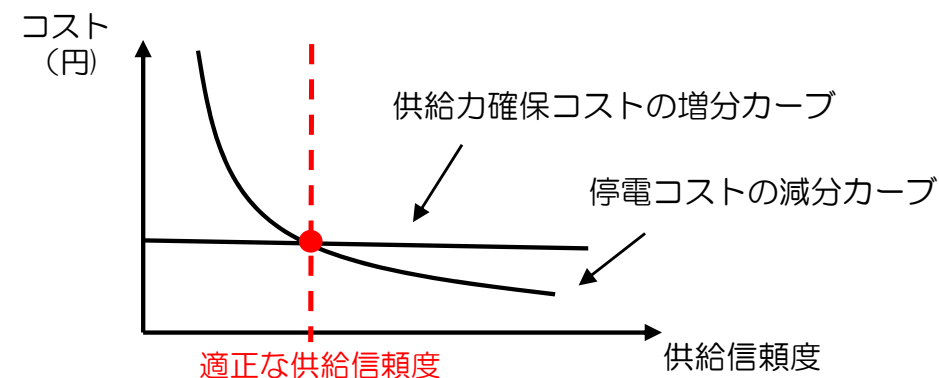 コスト
（円）
供給力確保コストの増分カーブ
停電コストの減分カーブ
適正な供給信頼度
供給信頼度